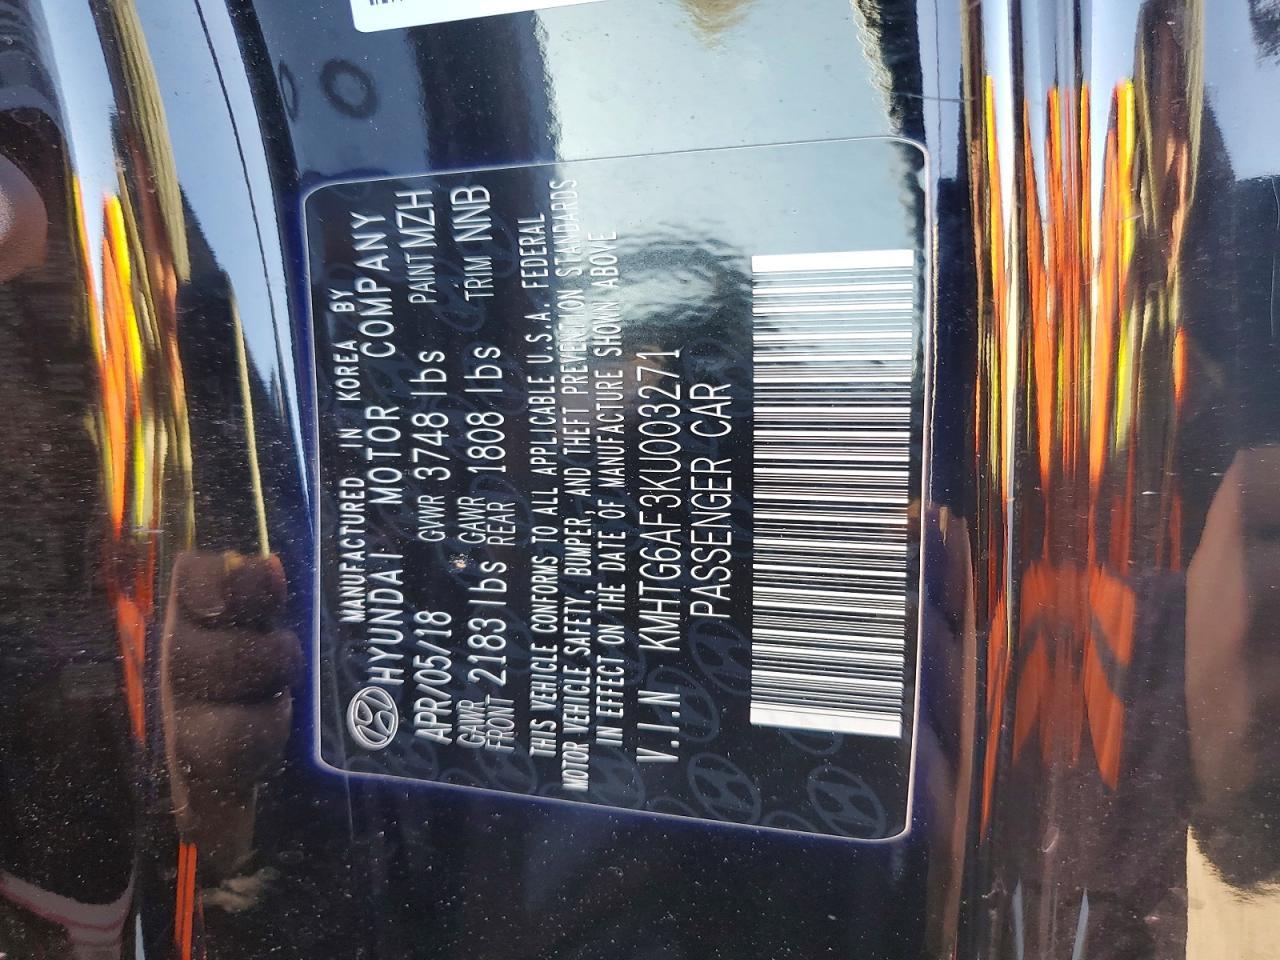 MANUFACTURED IN KOREA BY
HYUNDAI MOTOR COMPANY
APR/05/18 GVWR 3748 lbs PAINT MZH
GAWR FRONT 2183 lbs GAWR REAR 1808 lbs TRIM NNB
THIS VEHICLE CONFORMS TO ALL APPLICABLE U.S.A. FEDERAL
MOTOR VEHICLE SAFETY, BUMPER, AND THEFT PREVENTION STANDARDS
IN EFFECT ON THE DATE OF MANUFACTURE SHOWN ABOVE
V.I.N KMHTG6AF3KU003271
PASSENGER CAR